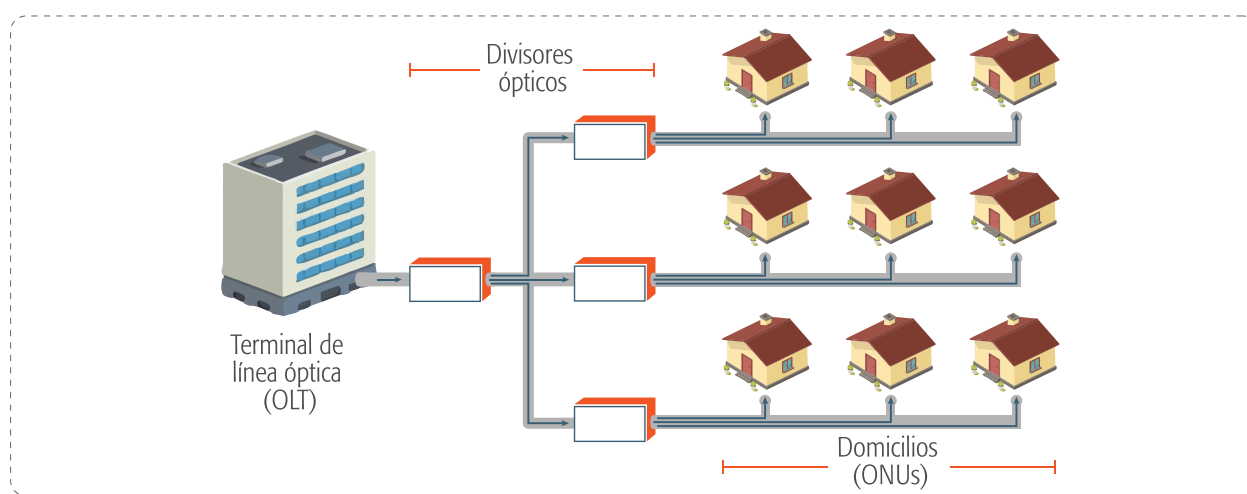 Divisores
ópticos
Terminal de
línea óptica
(OLT)
Domicilios
(ONUs)